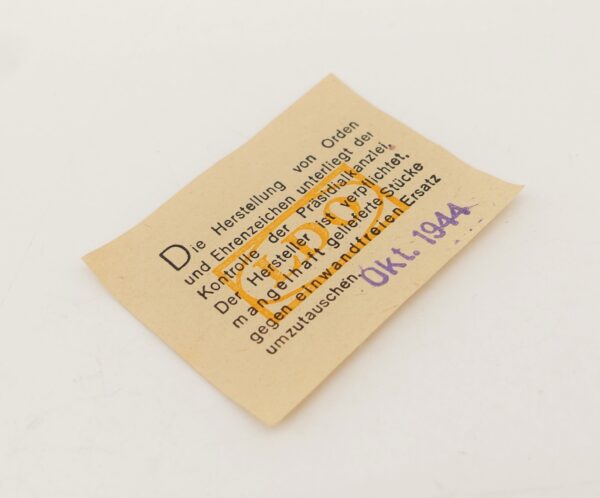 Die Herstellung von Orden
und Ehrenzeichen unterliegt der
Kontrolle der Präsidialkanzlei.
Der Hersteller ist verpflichtet,
mangelhaft gelieferte Stücke
gegen einwandfreien Ersatz
umzutauschen.
LDO
Okt. 1944